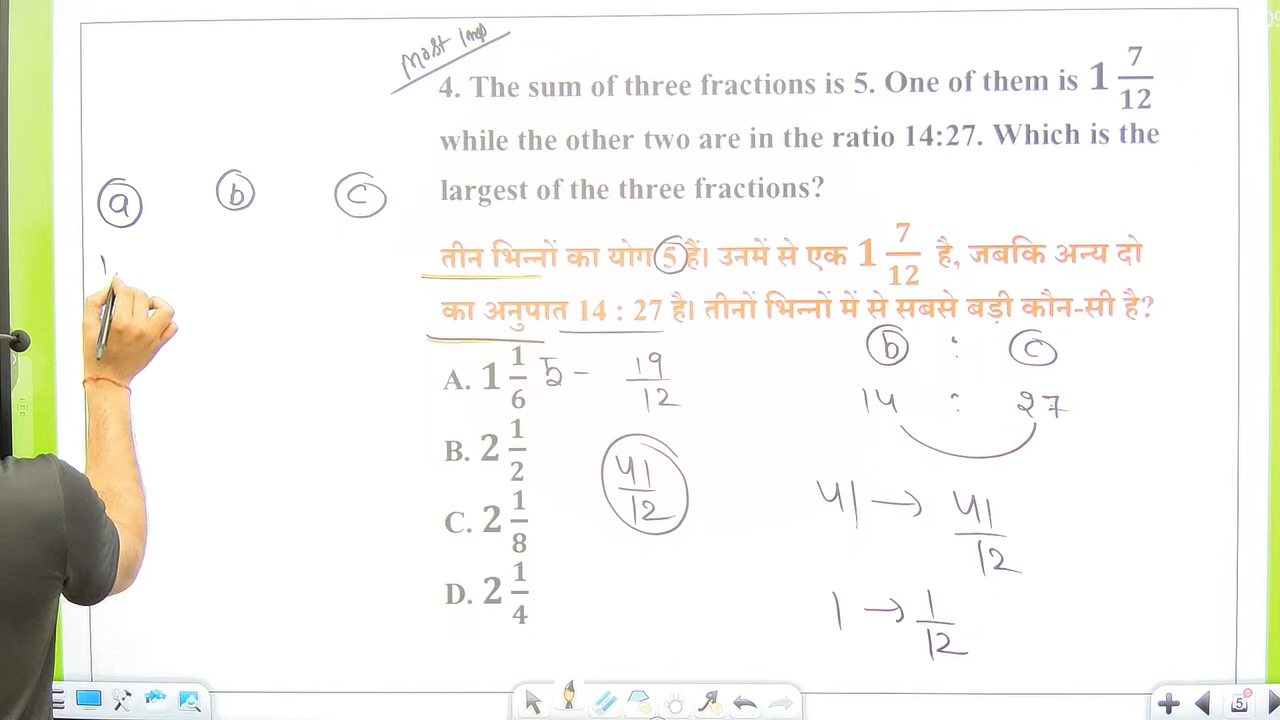 most imp
4. The sum of three fractions is 5. One of them is 1 7/12
while the other two are in the ratio 14:27. Which is the
largest of the three fractions?
a b c
तीन भिन्नों का योग 5 हैं। उनमें से एक 1 7/12 है, जबकि अन्य दो
का अनुपात 14 : 27 है। तीनों भिन्नों में से सबसे बड़ी कौन-सी है?
b : c
A. 1 1/6
5 - 19/12
14 : 27
B. 2 1/2
41/12
41 → 41/12
C. 2 1/8
D. 2 1/4
1 → 1/12
5